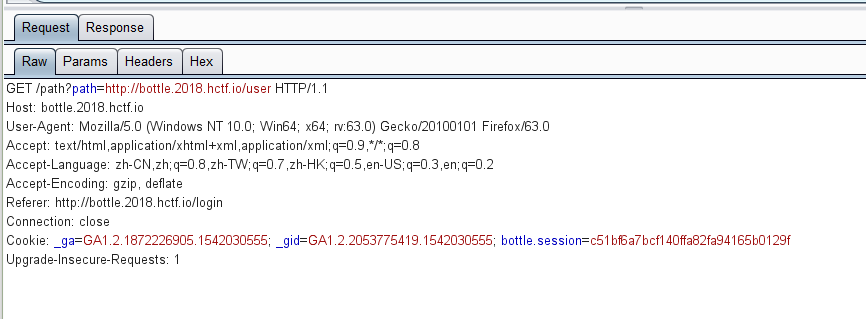 Request Response
Raw Params Headers Hex
GET /path?path=http://bottle.2018.hctf.io/user HTTP/1.1
Host: bottle.2018.hctf.io
User-Agent: Mozilla/5.0 (Windows NT 10.0; Win64; x64; rv:63.0) Gecko/20100101 Firefox/63.0
Accept: text/html,application/xhtml+xml,application/xml;q=0.9,*/*;q=0.8
Accept-Language: zh-CN,zh;q=0.8,zh-TW;q=0.7,zh-HK;q=0.5,en-US;q=0.3,en;q=0.2
Accept-Encoding: gzip, deflate
Referer: http://bottle.2018.hctf.io/login
Connection: close
Cookie: _ga=GA1.2.1872226905.1542030555; _gid=GA1.2.2053775419.1542030555; bottle.session=c51bf6a7bcf140ffa82fa94165b0129f
Upgrade-Insecure-Requests: 1